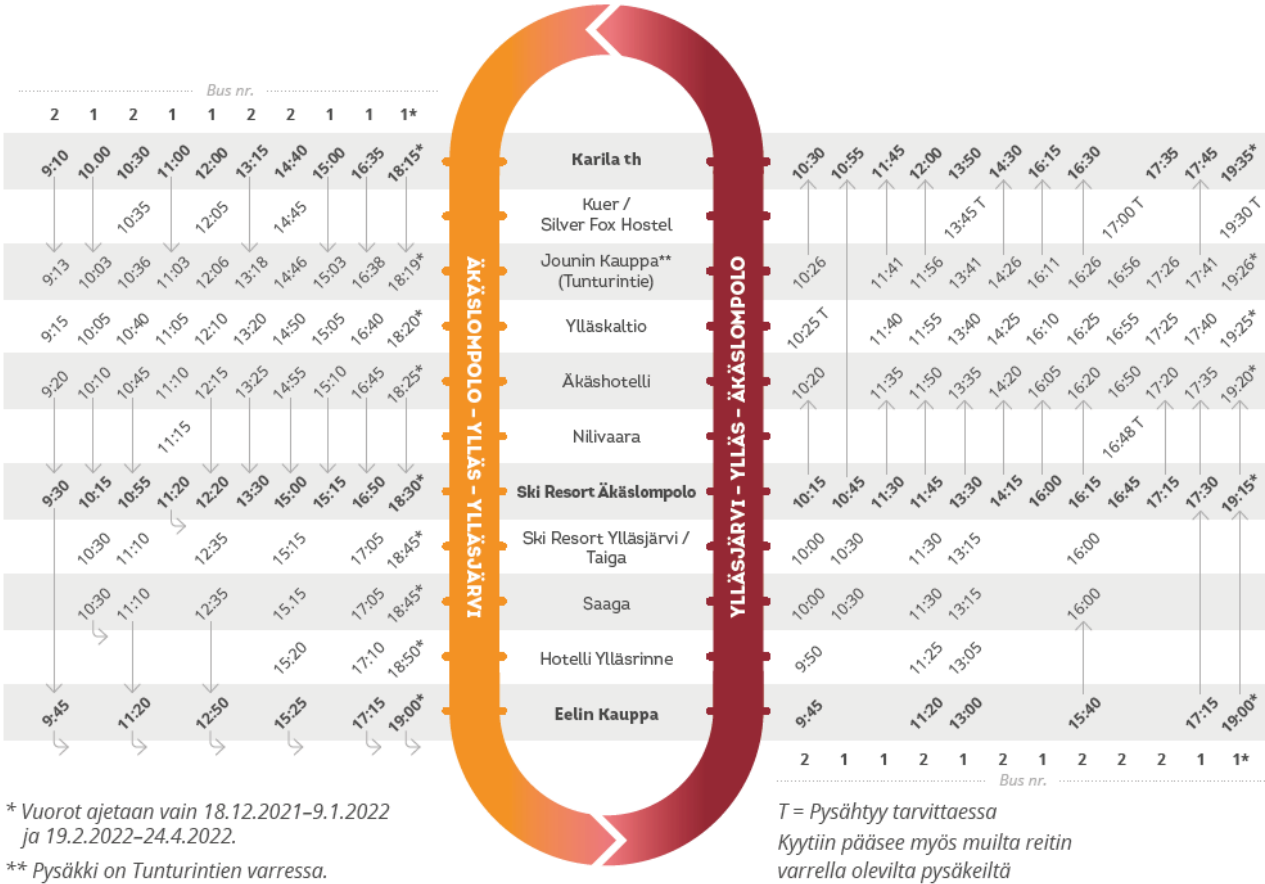 Bus nr.
2 1 2 1 1 2 2 1 1 1*
9:10 10.00 10:30 11:00 12:00 13:15 14:40 15:00 16:35 18:15* Karila th 10:30 10:55 11:45 12:00 13:50 14:30 16:15 16:30 17:35 17:45 19:35*
10:35 12:05 14:45 Kuer / 13:45 T 17:00 T 19:30 T
Silver Fox Hostel
9:13 10:03 10:36 11:03 12:06 13:18 14:46 15:03 16:38 18:19* Jounin Kauppa** 10:26 11:41 11:56 13:41 14:26 16:11 16:26 16:56 17:26 17:41 19:26*
(Tunturintie)
9:15 10:05 10:40 11:05 12:10 13:20 14:50 15:05 16:40 18:20* Ylläskaltio 10:25 T 11:40 11:55 13:40 14:25 16:10 16:25 16:55 17:25 17:40 19:25*
9:20 10:10 10:45 11:10 12:15 13:25 14:55 15:10 16:45 18:25* Äkäshotelli 10:20 11:35 11:50 13:35 14:20 16:05 16:20 16:50 17:20 17:35 19:20*
11:15 Nilivaara 16:48 T
9:30 10:15 10:55 11:20 12:20 13:30 15:00 15:15 16:50 18:30* Ski Resort Äkäslompolo 10:15 10:45 11:30 11:45 13:30 14:15 16:00 16:15 16:45 17:15 17:30 19:15*
10:30 11:10 12:35 15:15 17:05 18:45* Ski Resort Ylläsjärvi / 10:00 10:30 11:30 13:15 16:00
Taiga
10:30 11:10 12:35 15.15 17:05 18:45* Saaga 10:00 10:30 11:30 13:15 16:00
15:20 17:10 18:50* Hotelli Ylläsrinne 9:50 11:25 13:05
9:45 11:20 12:50 15:25 17:15 19:00* Eelin Kauppa 9:45 11:20 13:00 15:40 17:15 19:00*
2 1 1 2 1 2 1 2 2 2 1 1*
Bus nr.
ÄKÄSLOMPOLO – YLLÄS – YLLÄSJÄRVI
YLLÄSJÄRVI – YLLÄS – ÄKÄSLOMPOLO
* Vuorot ajetaan vain 18.12.2021–9.1.2022
ja 19.2.2022–24.4.2022.
** Pysäkki on Tunturintien varressa.
T = Pysähtyy tarvittaessa
Kyytiin pääsee myös muilta reitin
varrella olevilta pysäkeiltä